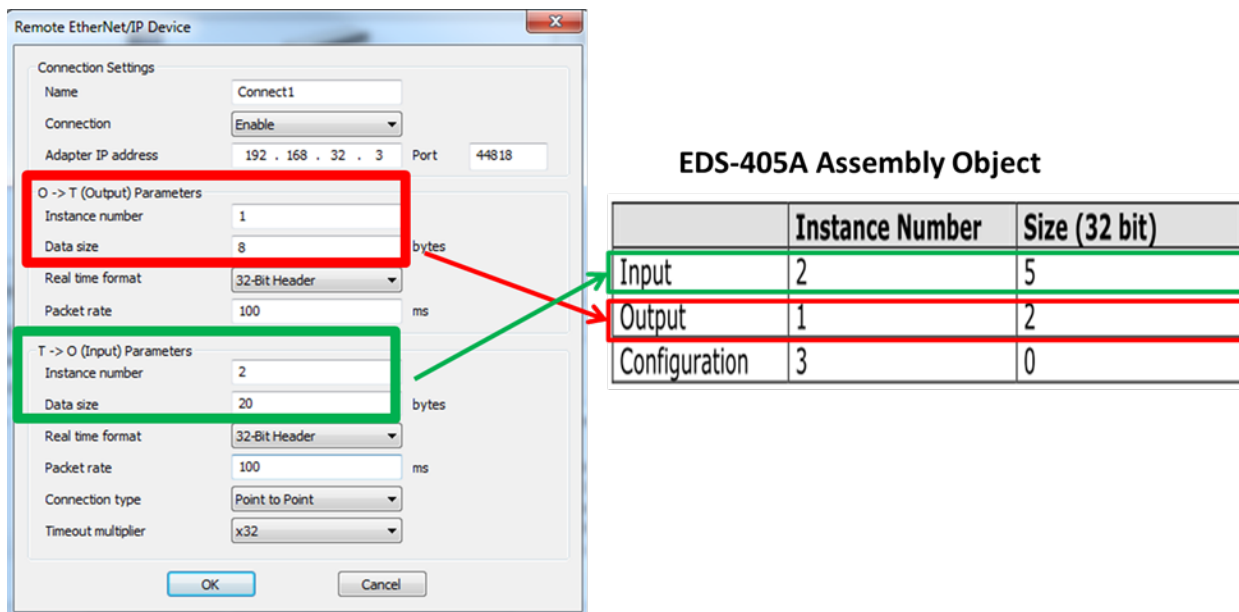 Remote EtherNet/IP Device
Connection Settings
Name Connect1
Connection Enable
Adapter IP address 192 . 168 . 32 . 3 Port 44818
O -> T (Output) Parameters
Instance number 1
Data size 8 bytes
Real time format 32-Bit Header
Packet rate 100 ms
T -> O (Input) Parameters
Instance number 2
Data size 20 bytes
Real time format 32-Bit Header
Packet rate 100 ms
Connection type Point to Point
Timeout multiplier x32
OK Cancel
EDS-405A Assembly Object
Instance Number Size (32 bit)
Input 2 5
Output 1 2
Configuration 3 0